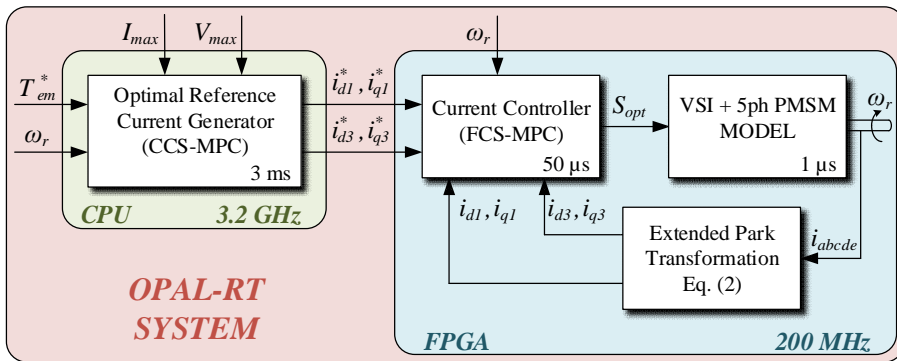 I_max V_max ω_r
T*_em
ω_r
Optimal Reference
Current Generator
(CCS-MPC)
3 ms
CPU 3.2 GHz
i*_d1, i*_q1
i*_d3, i*_q3
Current Controller
(FCS-MPC)
50 µs
S_opt
VSI + 5ph PMSM
MODEL
1 µs
ω_r
i_d1, i_q1 i_d3, i_q3
i_abcde
Extended Park
Transformation
Eq. (2)
OPAL-RT
SYSTEM
FPGA 200 MHz